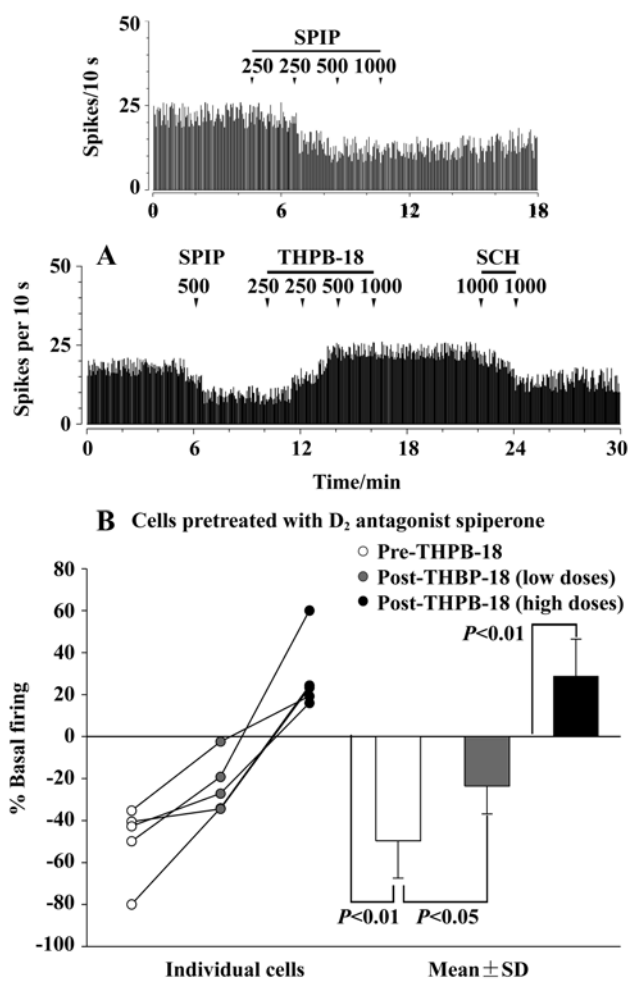 50
SPIP
250 250 500 1000
25
Spikes/10 s
0
0 6 12 18
A
50
SPIP THPB-18 SCH
500 250 250 500 1000 1000 1000
25
Spikes per 10 s
0
0 6 12 18 24 30
Time/min
B Cells pretreated with D₂ antagonist spiperone
Pre-THPB-18
Post-THBP-18 (low doses)
Post-THPB-18 (high doses)
80
60
40
20
0
-20
-40
-60
-80
-100
% Basal firing
P<0.01
P<0.01 P<0.05
Individual cells Mean±SD